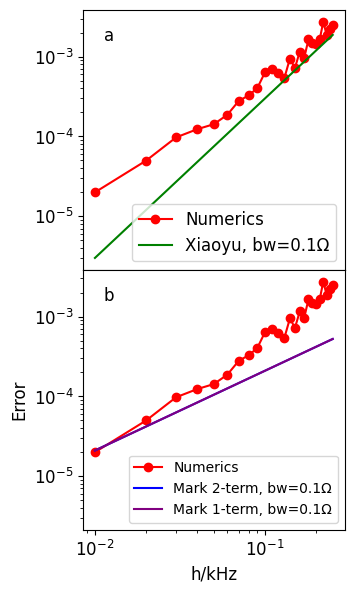 a
10⁻³
10⁻⁴
10⁻⁵
Numerics
Xiaoyu, bw=0.1Ω
b
10⁻³
10⁻⁴
10⁻⁵
Error
Numerics
Mark 2-term, bw=0.1Ω
Mark 1-term, bw=0.1Ω
10⁻² 10⁻¹
h/kHz